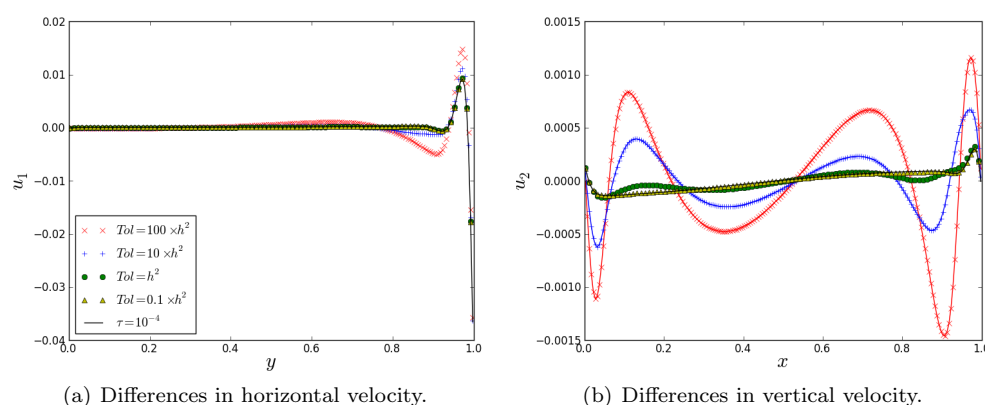 0.02
0.01
0.00
−0.01
−0.02
−0.03
−0.04
u₁
Tol=100 ×h²
Tol=10 ×h²
Tol=h²
Tol=0.1 ×h²
τ=10⁻⁴
0.0 0.2 0.4 0.6 0.8 1.0
y
(a) Differences in horizontal velocity.
0.0015
0.0010
0.0005
0.0000
−0.0005
−0.0010
−0.0015
u₂
0.0 0.2 0.4 0.6 0.8 1.0
x
(b) Differences in vertical velocity.